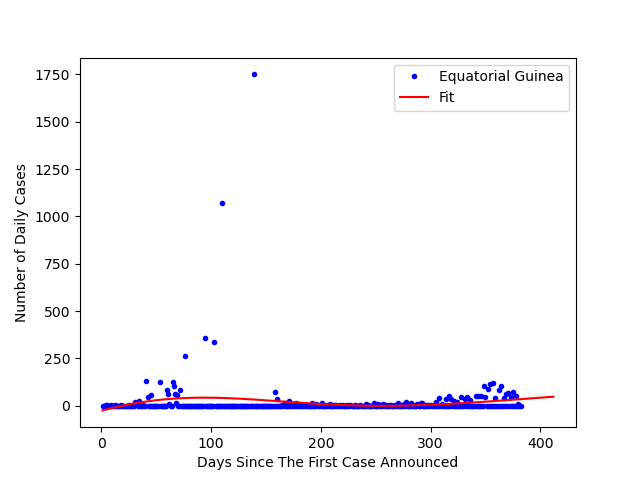 Equatorial Guinea
Fit
1750
1500
1250
1000
750
500
250
0
Number of Daily Cases
0 100 200 300 400
Days Since The First Case Announced